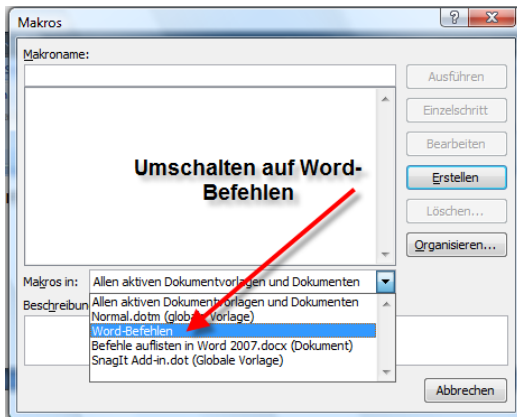 Makros
Makroname:
Ausführen
Einzelschritt
Bearbeiten
Umschalten auf Word-
Befehlen
Erstellen
Löschen...
Organisieren...
Makros in: Allen aktiven Dokumentvorlagen und Dokumenten
Beschreibun
Allen aktiven Dokumentvorlagen und Dokumenten
Normal.dotm (globale Vorlage)
Word-Befehlen
Befehle auflisten in Word 2007.docx (Dokument)
SnagIt Add-in.dot (Globale Vorlage)
Abbrechen